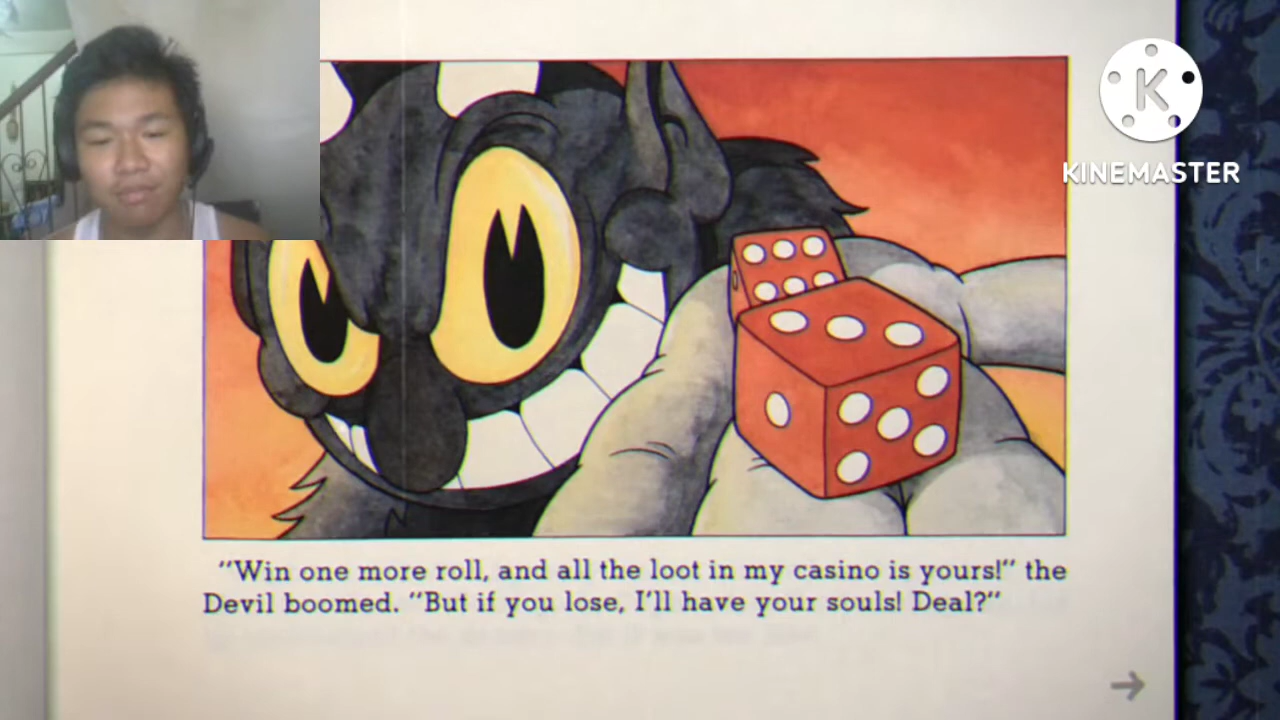 K
KINEMASTER
“Win one more roll, and all the loot in my casino is yours!” the
Devil boomed. “But if you lose, I’ll have your souls! Deal?”